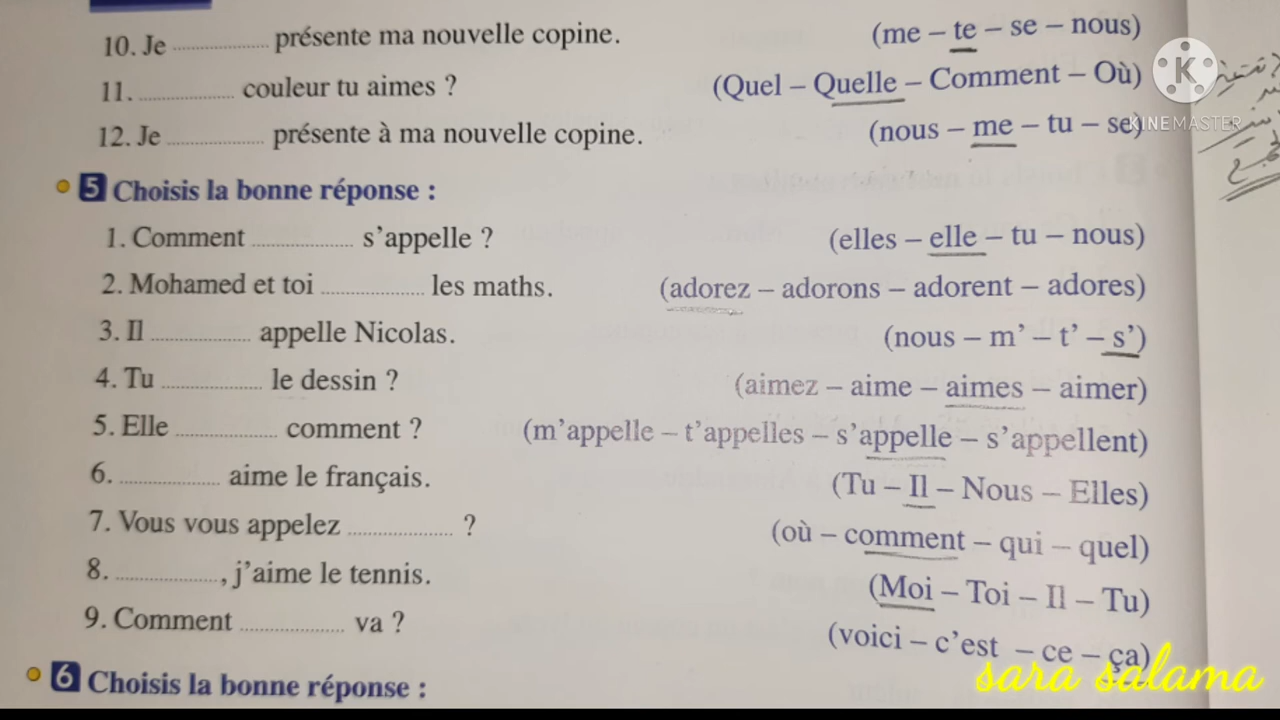 10. Je ............ présente ma nouvelle copine. (me – te – se – nous)
11. ............ couleur tu aimes ? (Quel – Quelle – Comment – Où)
12. Je ............ présente à ma nouvelle copine. (nous – me – tu – se)
KINEMASTER
5 Choisis la bonne réponse :
1. Comment ............ s'appelle ? (elles – elle – tu – nous)
2. Mohamed et toi ............ les maths. (adorez – adorons – adorent – adores)
3. Il ............ appelle Nicolas. (nous – m' – t' – s')
4. Tu ............ le dessin ? (aimez – aime – aimes – aimer)
5. Elle ............ comment ? (m'appelle – t'appelles – s'appelle – s'appellent)
6. ............ aime le français. (Tu – Il – Nous – Elles)
7. Vous vous appelez ............ ? (où – comment – qui – quel)
8. ............, j'aime le tennis. (Moi – Toi – Il – Tu)
9. Comment ............ va ? (voici – c'est – ce – ça)
sara salama
6 Choisis la bonne réponse :